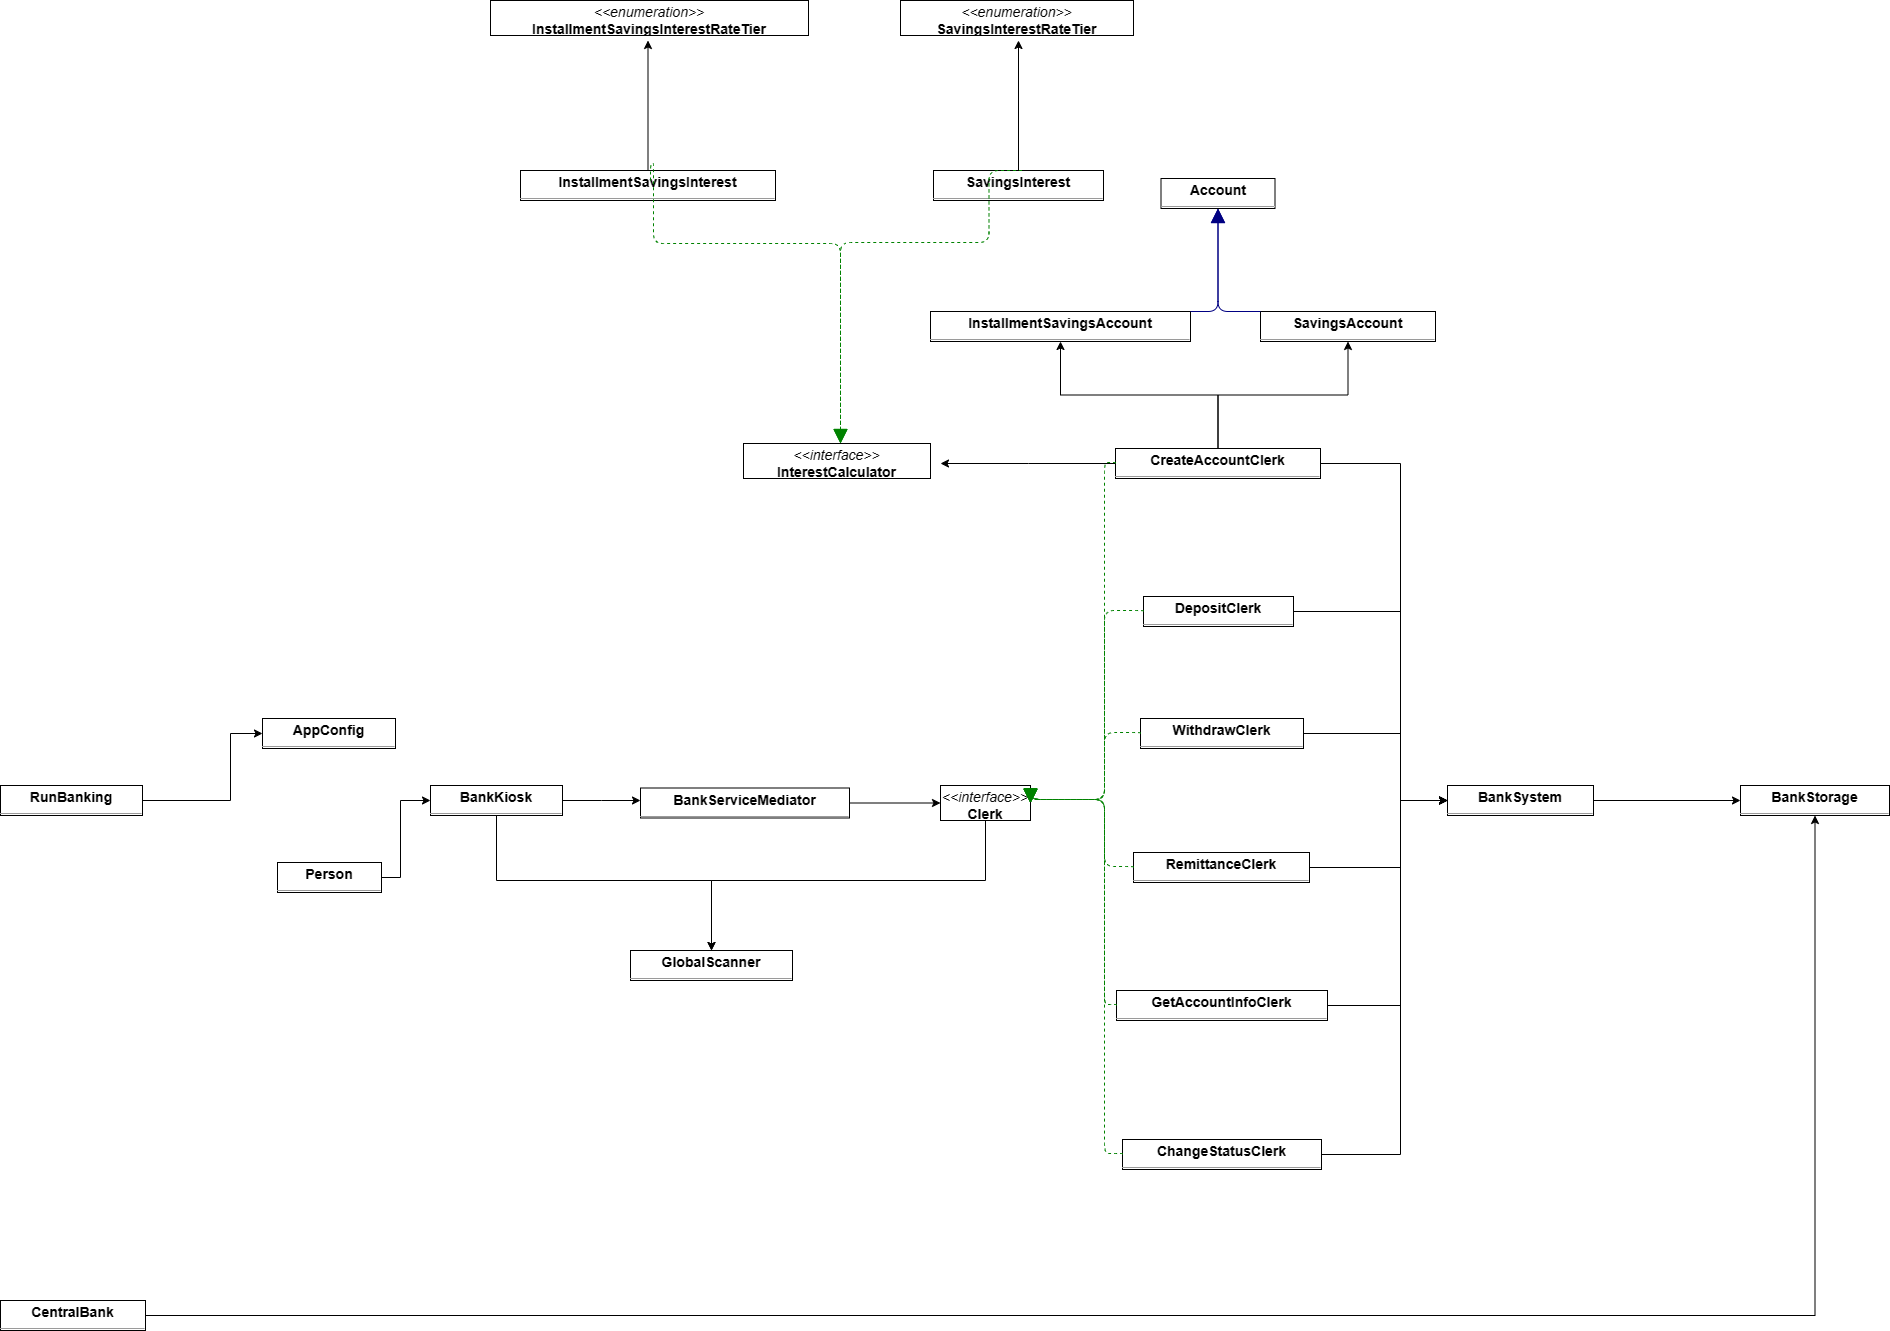 <<enumeration>>
InstallmentSavingsInterestRateTier
<<enumeration>>
SavingsInterestRateTier
InstallmentSavingsInterest
SavingsInterest
Account
InstallmentSavingsAccount
SavingsAccount
<<interface>>
InterestCalculator
CreateAccountClerk
DepositClerk
AppConfig
WithdrawClerk
RunBanking
BankKiosk
BankServiceMediator
<<interface>>
Clerk
BankSystem
BankStorage
Person
RemittanceClerk
GlobalScanner
GetAccountInfoClerk
ChangeStatusClerk
CentralBank